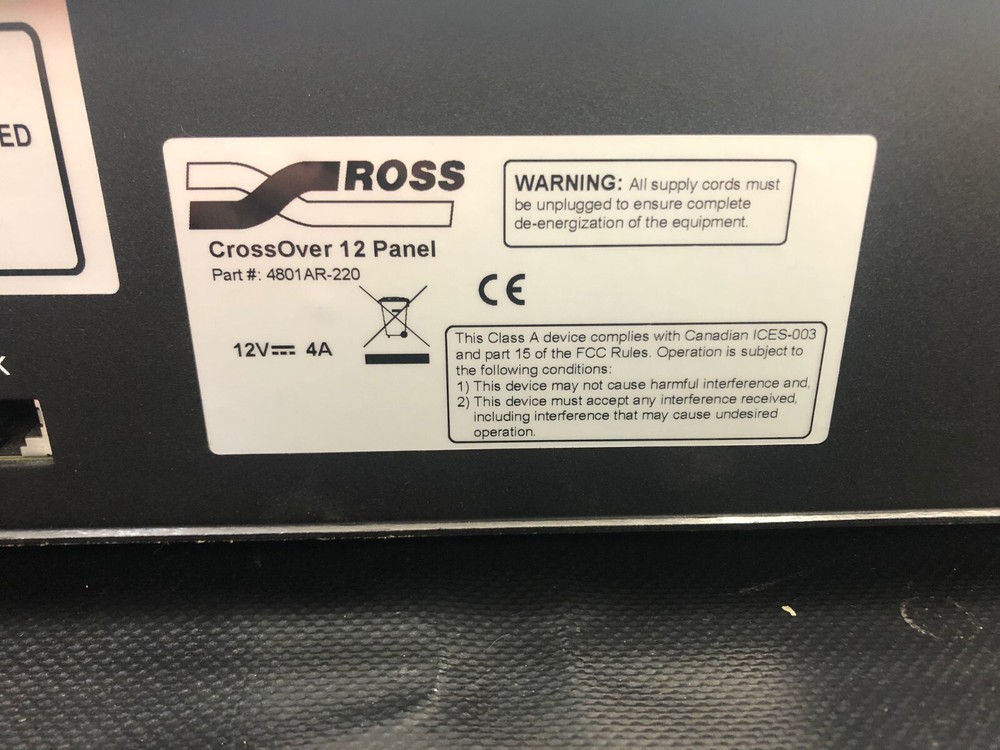 ED
K
ROSS
CrossOver 12 Panel
Part #: 4801AR-220
12V⎓ 4A
WARNING: All supply cords must
be unplugged to ensure complete
de-energization of the equipment.
CE
This Class A device complies with Canadian ICES-003
and part 15 of the FCC Rules. Operation is subject to
the following conditions:
1) This device may not cause harmful interference and,
2) This device must accept any interference received,
including interference that may cause undesired
operation.